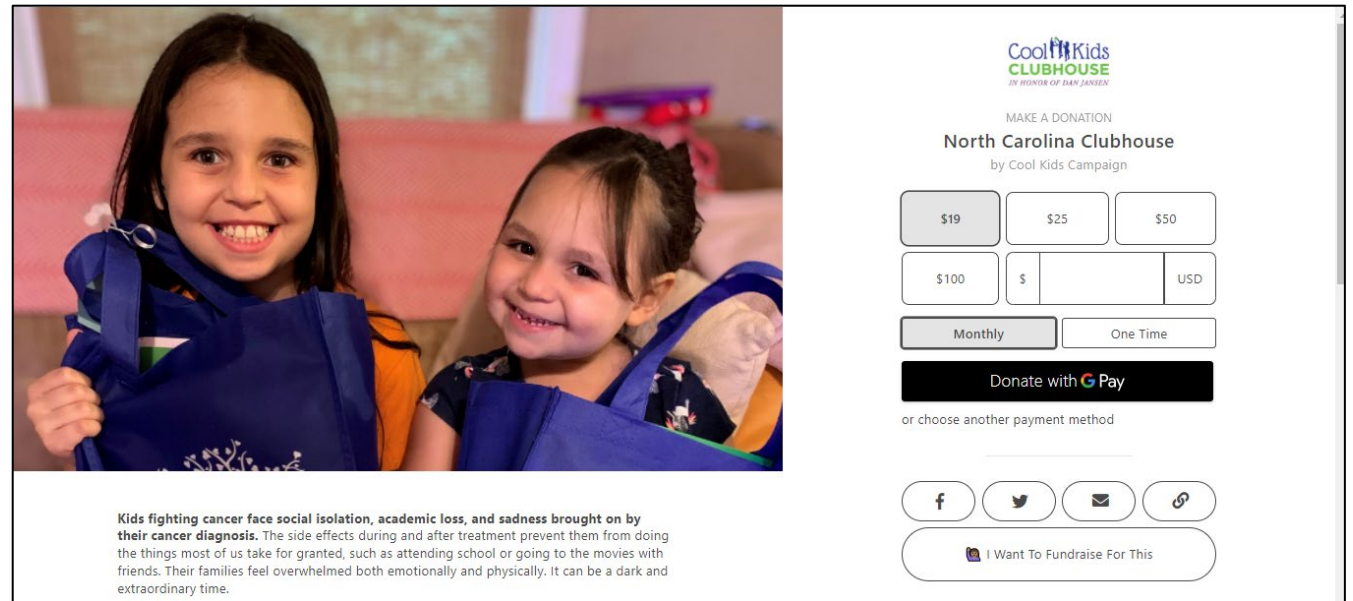 Cool Kids
CLUBHOUSE
IN HONOR OF DAN JANSEN
MAKE A DONATION
North Carolina Clubhouse
by Cool Kids Campaign
$19
$25
$50
$100
$
USD
Monthly
One Time
Donate with G Pay
or choose another payment method
I Want To Fundraise For This
Kids fighting cancer face social isolation, academic loss, and sadness brought on by
their cancer diagnosis. The side effects during and after treatment prevent them from doing
the things most of us take for granted, such as attending school or going to the movies with
friends. Their families feel overwhelmed both emotionally and physically. It can be a dark and
extraordinary time.